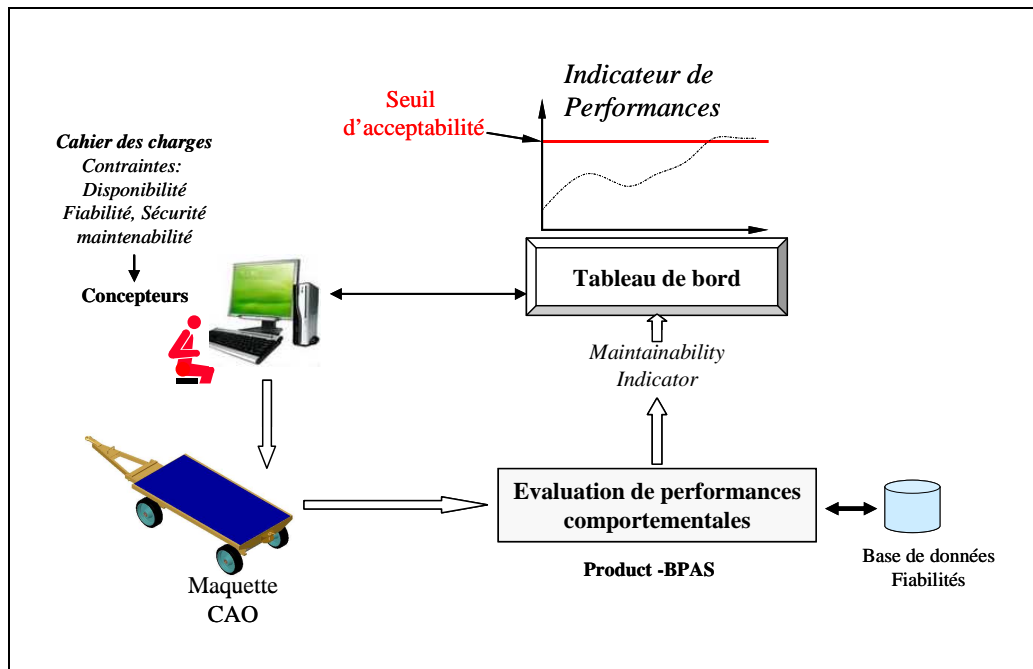 Indicateur de
Performances
Seuil
d'acceptabilité
Cahier des charges
Contraintes:
Disponibilité
Fiabilité, Sécurité
maintenabilité
Concepteurs
Tableau de bord
Maintainability
Indicator
Evaluation de performances
comportementales
Product -BPAS
Base de données
Fiabilités
Maquette
CAO